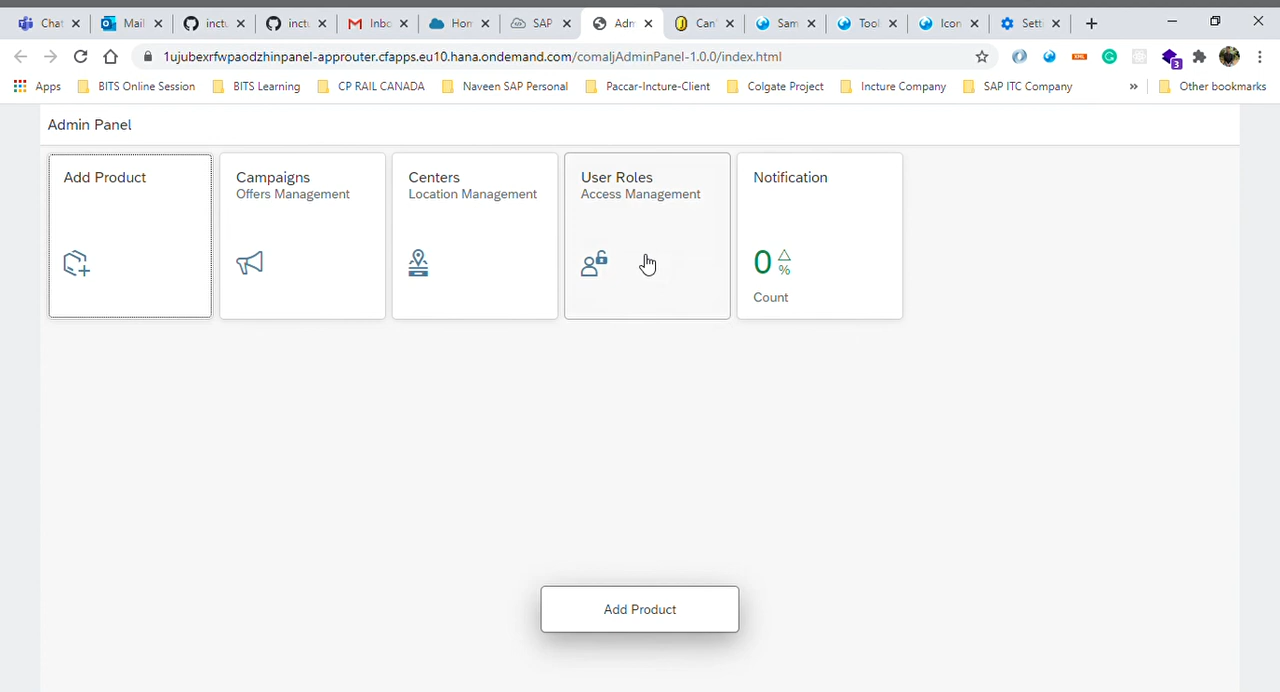 Chat
Mail
inctu
inctu
Inbo
Hom
SAP
Adm
Can'
Sam
Tool
Icon
Setti
1ujubexrfwpaodzhinpanel-approuter.cfapps.eu10.hana.ondemand.com/comaljAdminPanel-1.0.0/index.html
XML
3
Apps
BITS Online Session
BITS Learning
CP RAIL CANADA
Naveen SAP Personal
Paccar-Incture-Client
Colgate Project
Incture Company
SAP ITC Company
»
Other bookmarks
Admin Panel
Add Product
Campaigns
Offers Management
Centers
Location Management
User Roles
Access Management
Notification
0
%
Count
Add Product